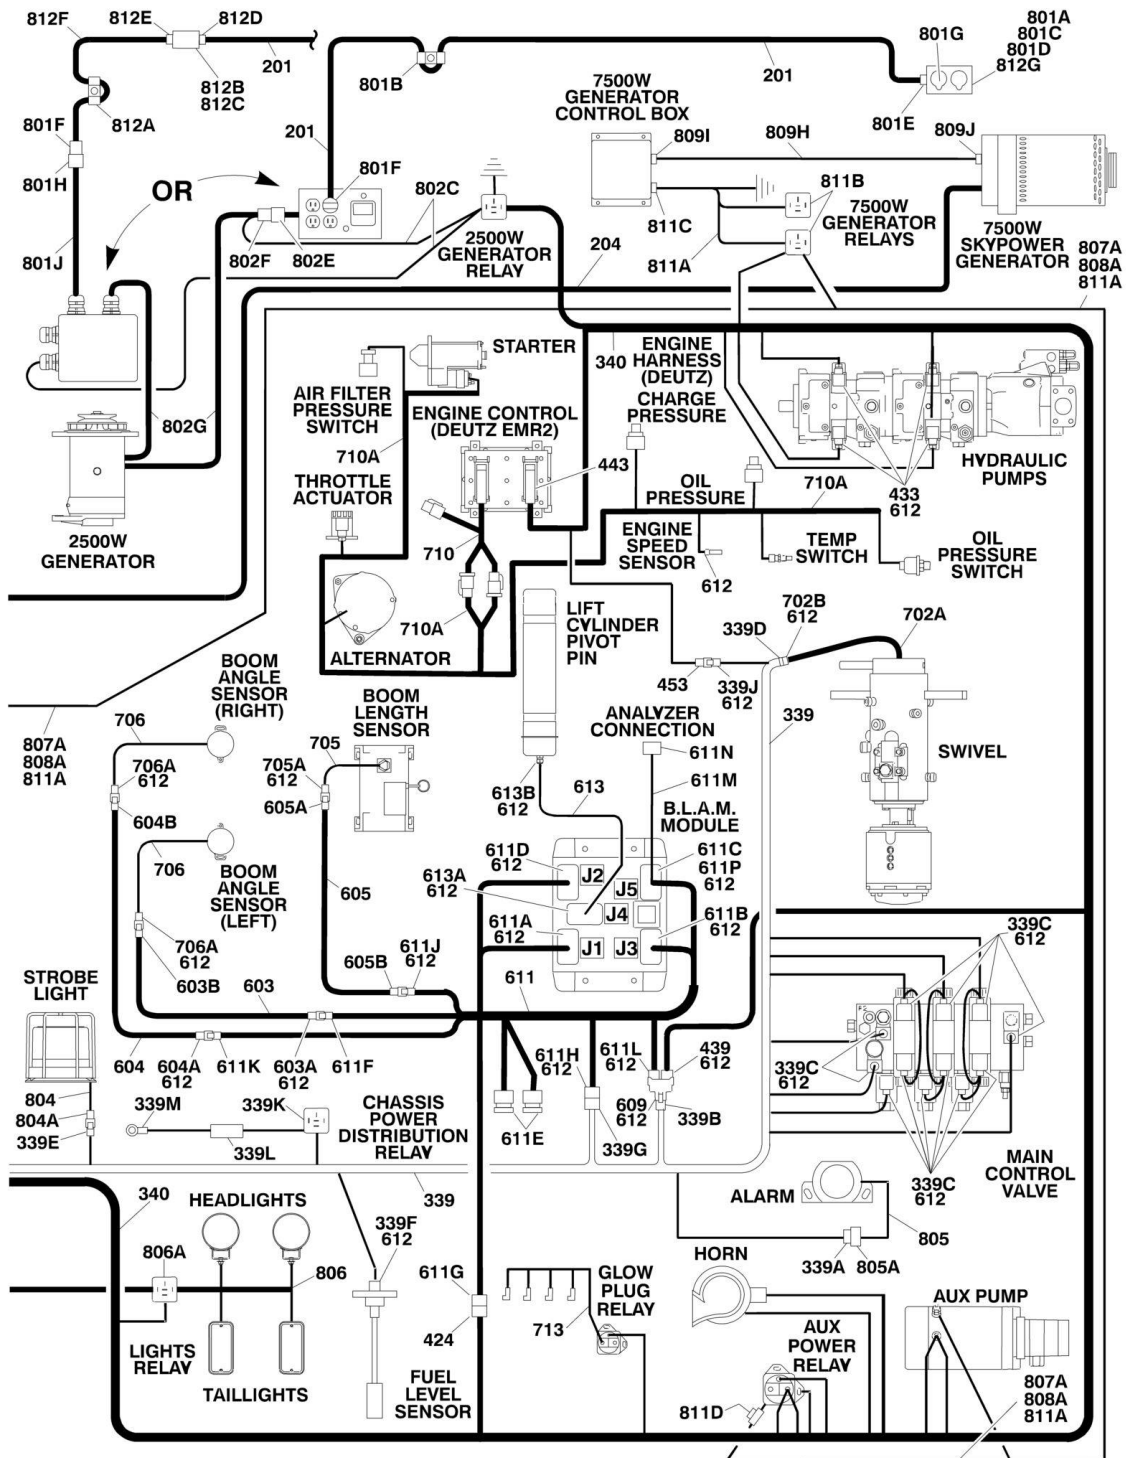 812F
812E
812D
201
812B
812C
801B
201
801G
801A
801C
801D
812G
801E
801F
812A
801H
801J
201
OR
801F
802C
802F
802E
7500W
GENERATOR
CONTROL BOX
809I
809H
809J
811B
811C
811A
7500W
GENERATOR
RELAYS
7500W
SKYPOWER
GENERATOR
2500W
GENERATOR
RELAY
204
807A
808A
811A
STARTER
340
ENGINE
HARNESS
(DEUTZ)
CHARGE
PRESSURE
AIR FILTER
PRESSURE
SWITCH
ENGINE CONTROL
(DEUTZ EMR2)
802G
710A
443
HYDRAULIC
PUMPS
THROTTLE
ACTUATOR
OIL
PRESSURE
710A
433
612
2500W
GENERATOR
710
ENGINE
SPEED
SENSOR
612
TEMP
SWITCH
OIL
PRESSURE
SWITCH
710A
ALTERNATOR
LIFT
CYLINDER
PIVOT
PIN
702B
612
339D
702A
453
339J
612
339
BOOM
ANGLE
SENSOR
(RIGHT)
BOOM
LENGTH
SENSOR
ANALYZER
CONNECTION
611N
SWIVEL
706
705
807A
808A
811A
706A
612
705A
612
605A
604B
613B
612
613
611M
B.L.A.M.
MODULE
706
BOOM
ANGLE
SENSOR
(LEFT)
605
611D
612
613A
612
611A
612
J2
J5
J4
J1
J3
611C
611P
612
611B
612
706A
612
603B
611J
612
605B
339C
612
STROBE
LIGHT
603
611
604
604A
612
611K
603A
612
611F
611H
612
611L
612
439
612
339C
612
804
804A
339E
339M
339K
339L
CHASSIS
POWER
DISTRIBUTION
RELAY
611E
609
612
339B
339G
339C
612
MAIN
CONTROL
VALVE
340
HEADLIGHTS
339
ALARM
806A
339F
612
805
339A
805A
806
611G
HORN
GLOW
PLUG
RELAY
AUX PUMP
424
713
AUX
POWER
RELAY
LIGHTS
RELAY
TAILLIGHTS
FUEL
LEVEL
SENSOR
811D
807A
808A
811A